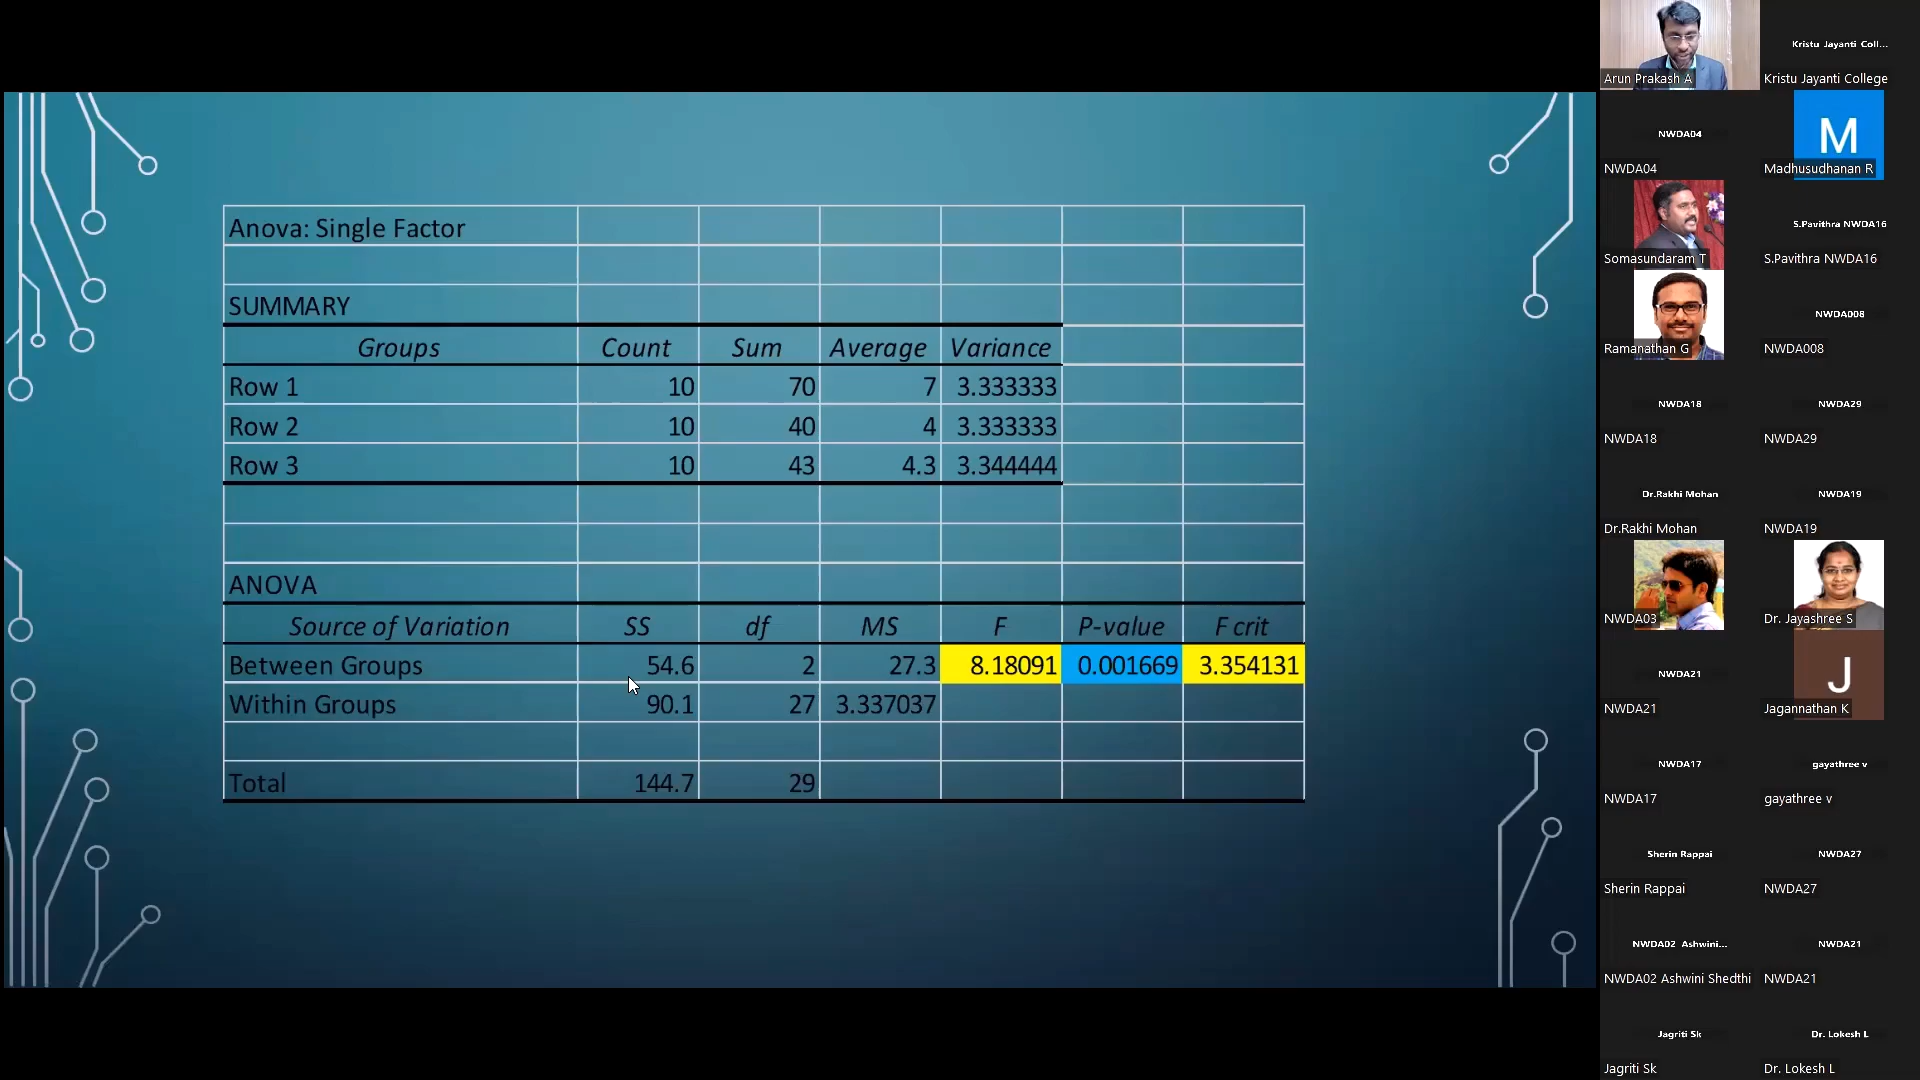 Anova: Single Factor
SUMMARY
Groups Count Sum Average Variance
Row 1 10 70 7 3.333333
Row 2 10 40 4 3.333333
Row 3 10 43 4.3 3.344444
ANOVA
Source of Variation SS df MS F P-value F crit
Between Groups 54.6 2 27.3 8.18091 0.001669 3.354131
Within Groups 90.1 27 3.337037
Total 144.7 29
Kristu Jayanti Coll...
Arun Prakash A Kristu Jayanti College
NWDA04 M
NWDA04 Madhusudhanan R
S.Pavithra NWDA16
Somasundaram T S.Pavithra NWDA16
NWDA008
Ramanathan G NWDA008
NWDA18 NWDA29
NWDA18 NWDA29
Dr.Rakhi Mohan NWDA19
Dr.Rakhi Mohan NWDA19
NWDA03 Dr. Jayashree S
NWDA21 J
NWDA21 Jagannathan K
NWDA17 gayathree v
NWDA17 gayathree v
Sherin Rappai NWDA27
Sherin Rappai NWDA27
NWDA02 Ashwini... NWDA21
NWDA02 Ashwini Shedthi NWDA21
Jagriti Sk Dr. Lokesh L
Jagriti Sk Dr. Lokesh L